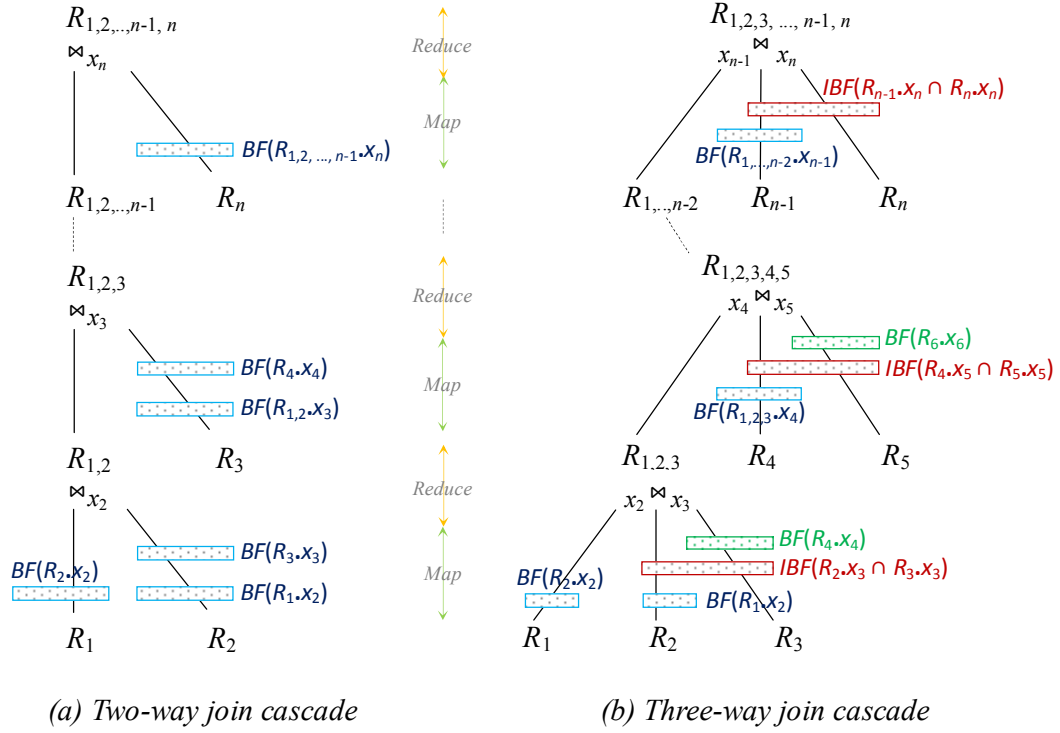 R1,2,..,n-1, n
⋈ xn
BF(R1,2, ..., n-1.xn)
R1,2,..,n-1
Rn
R1,2,3
⋈ x3
BF(R4.x4)
BF(R1,2.x3)
R1,2
R3
⋈ x2
BF(R3.x3)
BF(R2.x2)
BF(R1.x2)
R1
R2
(a) Two-way join cascade
Reduce
Map
Reduce
Map
Reduce
Map
R1,2,3, ..., n-1, n
xn-1 ⋈ xn
IBF(Rn-1.xn ∩ Rn.xn)
BF(R1,...,n-2.xn-1)
R1,..,n-2
Rn-1
Rn
R1,2,3,4,5
x4 ⋈ x5
BF(R6.x6)
IBF(R4.x5 ∩ R5.x5)
BF(R1,2,3.x4)
R1,2,3
R4
R5
x2 ⋈ x3
BF(R4.x4)
IBF(R2.x3 ∩ R3.x3)
BF(R2.x2)
BF(R1.x2)
R1
R2
R3
(b) Three-way join cascade